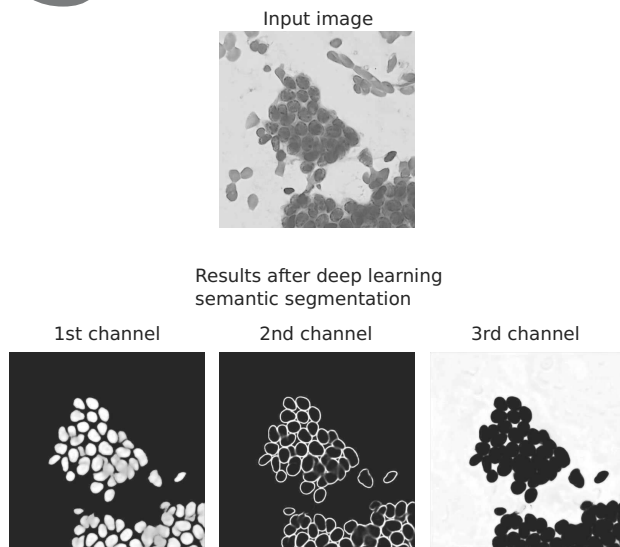 Input image
Results after deep learning
semantic segmentation
1st channel
2nd channel
3rd channel